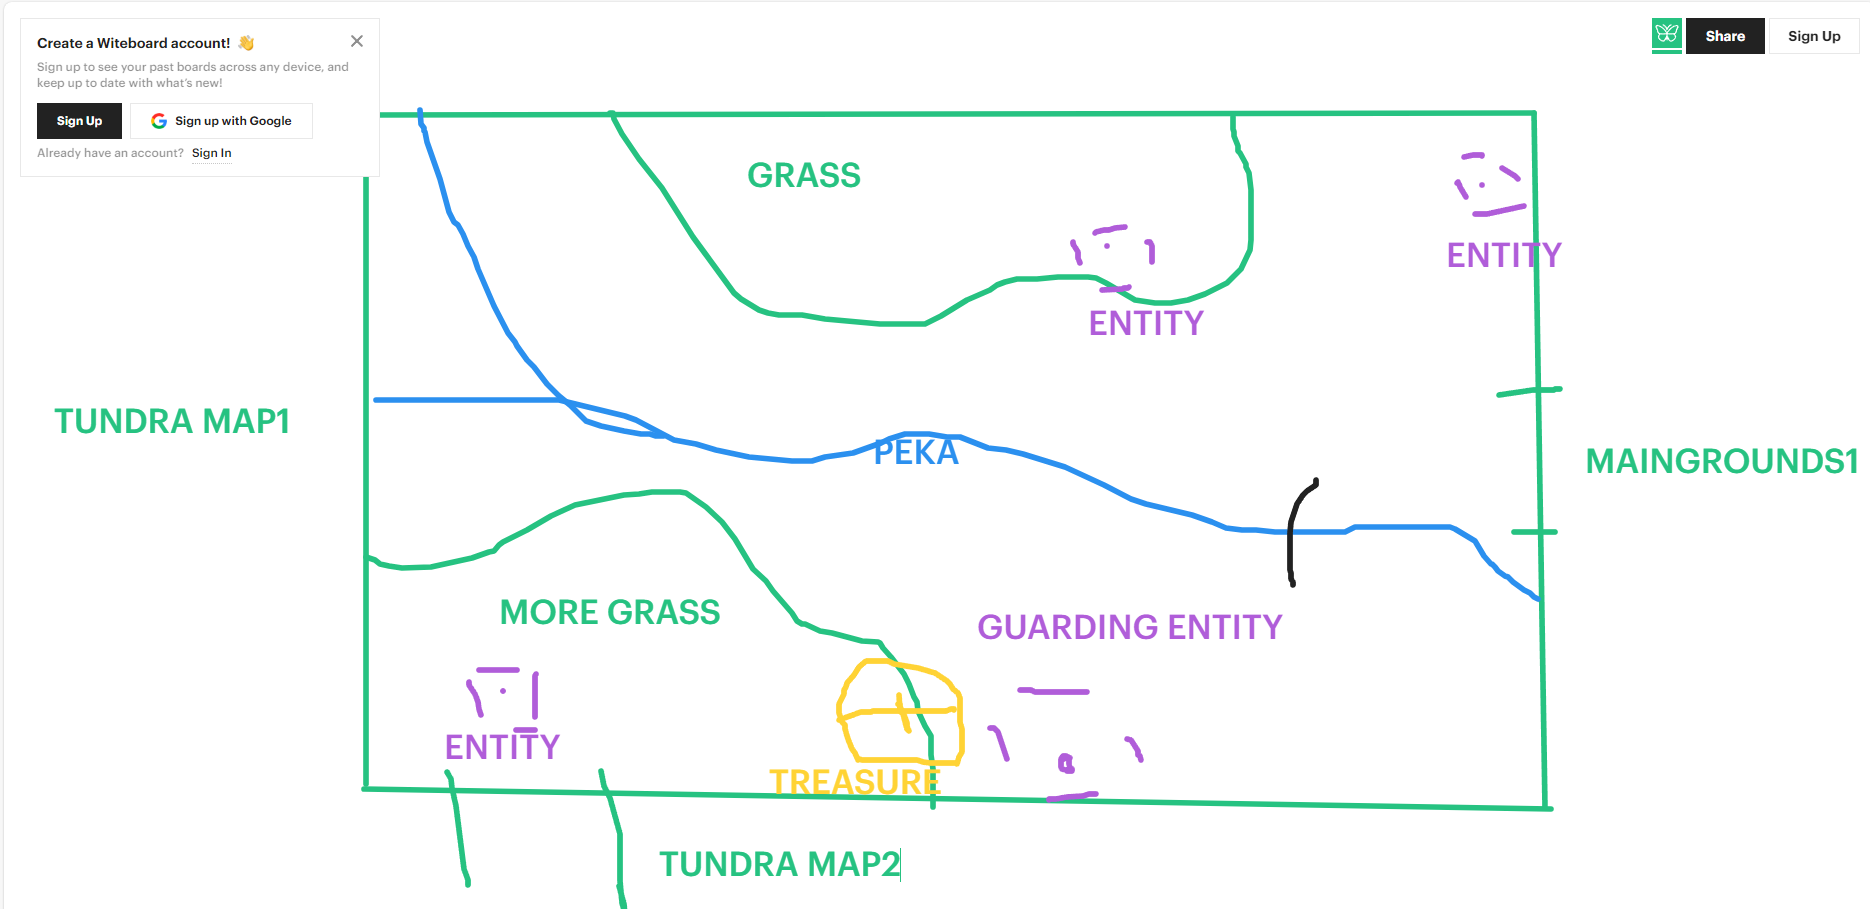 Create a Witeboard account! 👋
Sign up to see your past boards across any device, and
keep up to date with what's new!
Sign Up
Sign up with Google
Already have an account? Sign In
Share
Sign Up
GRASS
ENTITY
ENTITY
TUNDRA MAP1
PEKA
MAINGROUNDS1
MORE GRASS
GUARDING ENTITY
ENTITY
TREASURE
TUNDRA MAP2